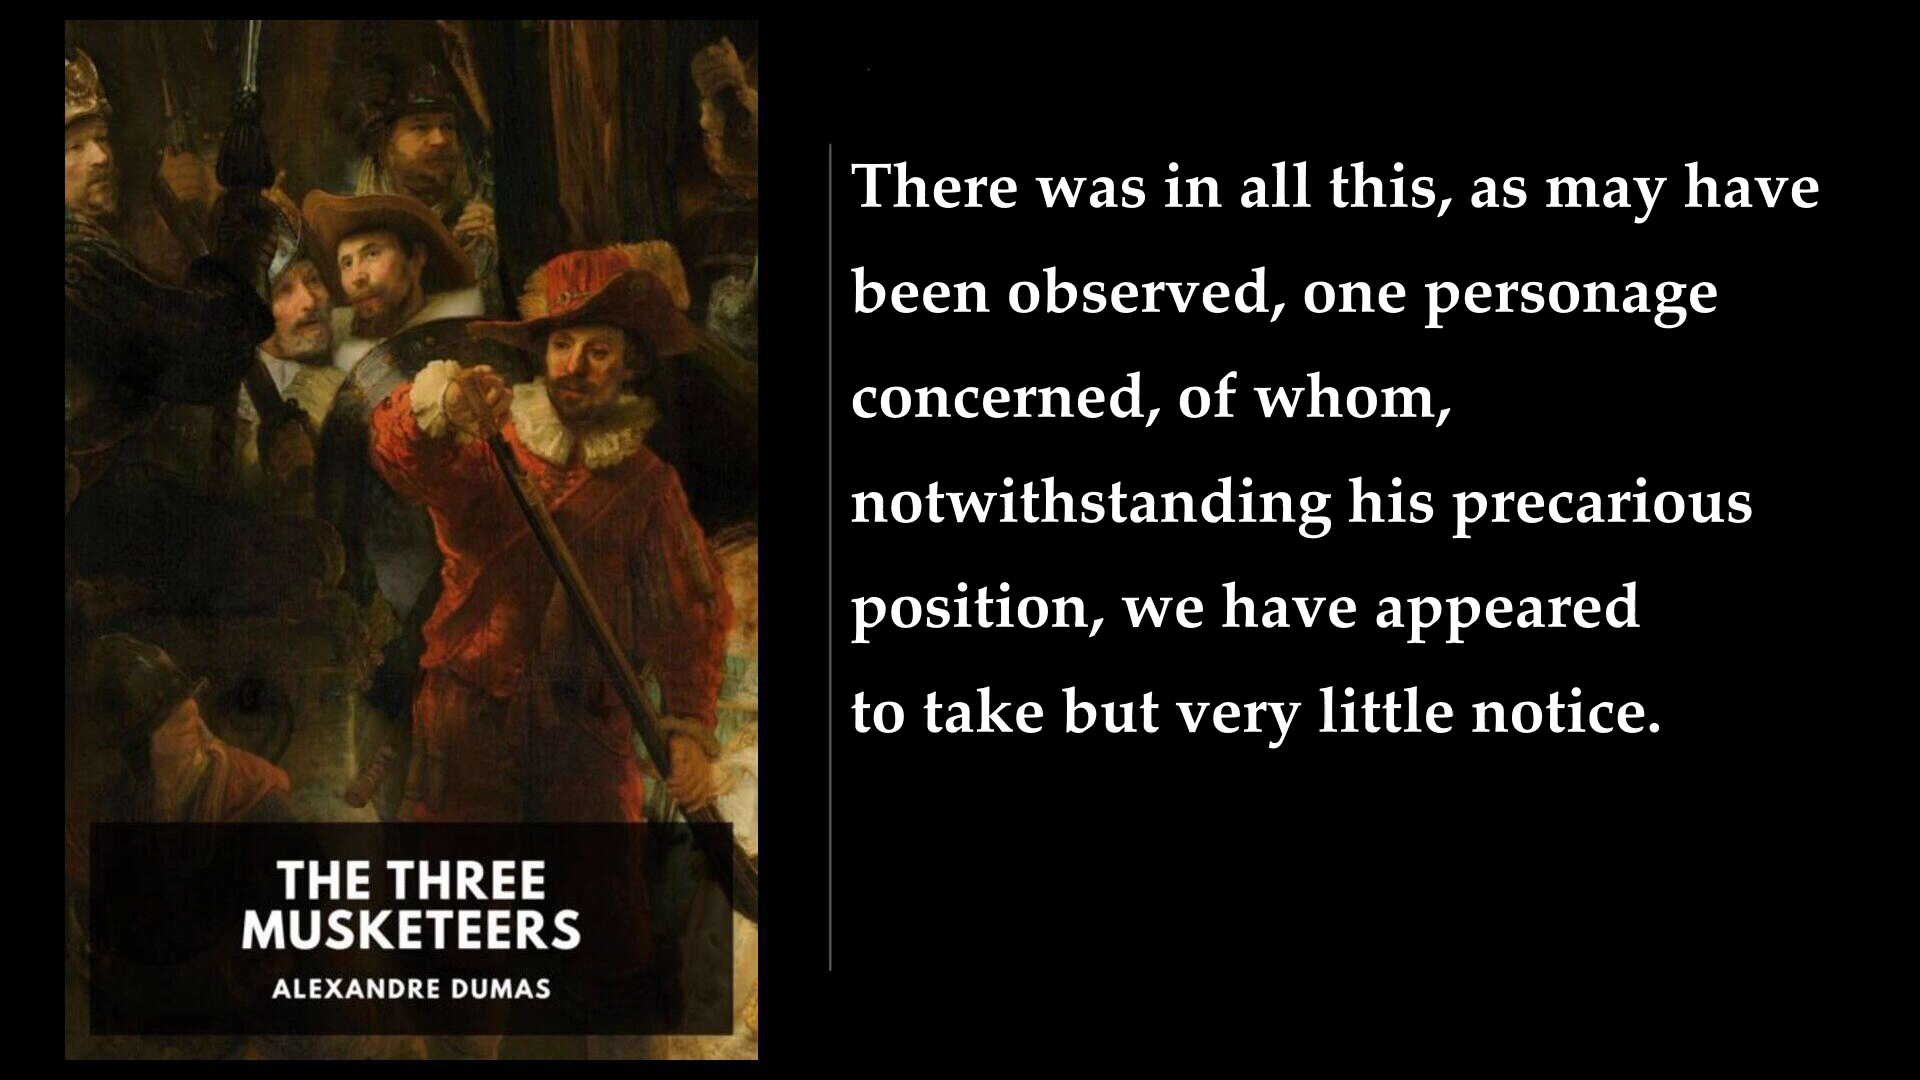 There was in all this, as may have
been observed, one personage
concerned, of whom,
notwithstanding his precarious
position, we have appeared
to take but very little notice.
THE THREE
MUSKETEERS
ALEXANDRE DUMAS